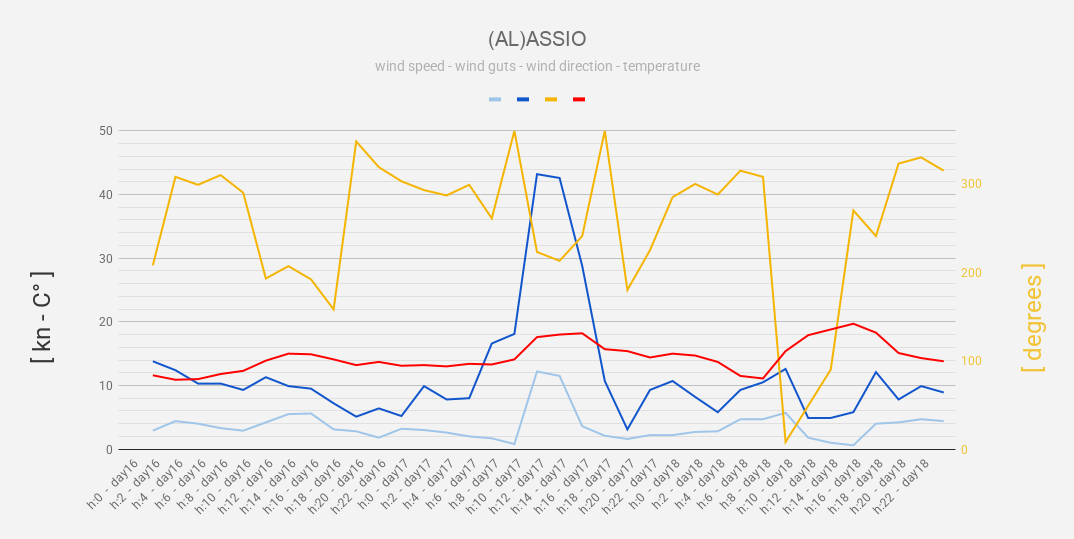 (AL)ASSIO
wind speed - wind guts - wind direction - temperature
50
40
30
20
10
0
[ kn - C° ]
300
200
100
0
[ degrees ]
h:0 - day16
h:2 - day16
h:4 - day16
h:6 - day16
h:8 - day16
h:10 - day16
h:12 - day16
h:14 - day16
h:16 - day16
h:18 - day16
h:20 - day16
h:22 - day16
h:0 - day17
h:2 - day17
h:4 - day17
h:6 - day17
h:8 - day17
h:10 - day17
h:12 - day17
h:14 - day17
h:16 - day17
h:18 - day17
h:20 - day17
h:22 - day17
h:0 - day18
h:2 - day18
h:4 - day18
h:6 - day18
h:8 - day18
h:10 - day18
h:12 - day18
h:14 - day18
h:16 - day18
h:18 - day18
h:20 - day18
h:22 - day18